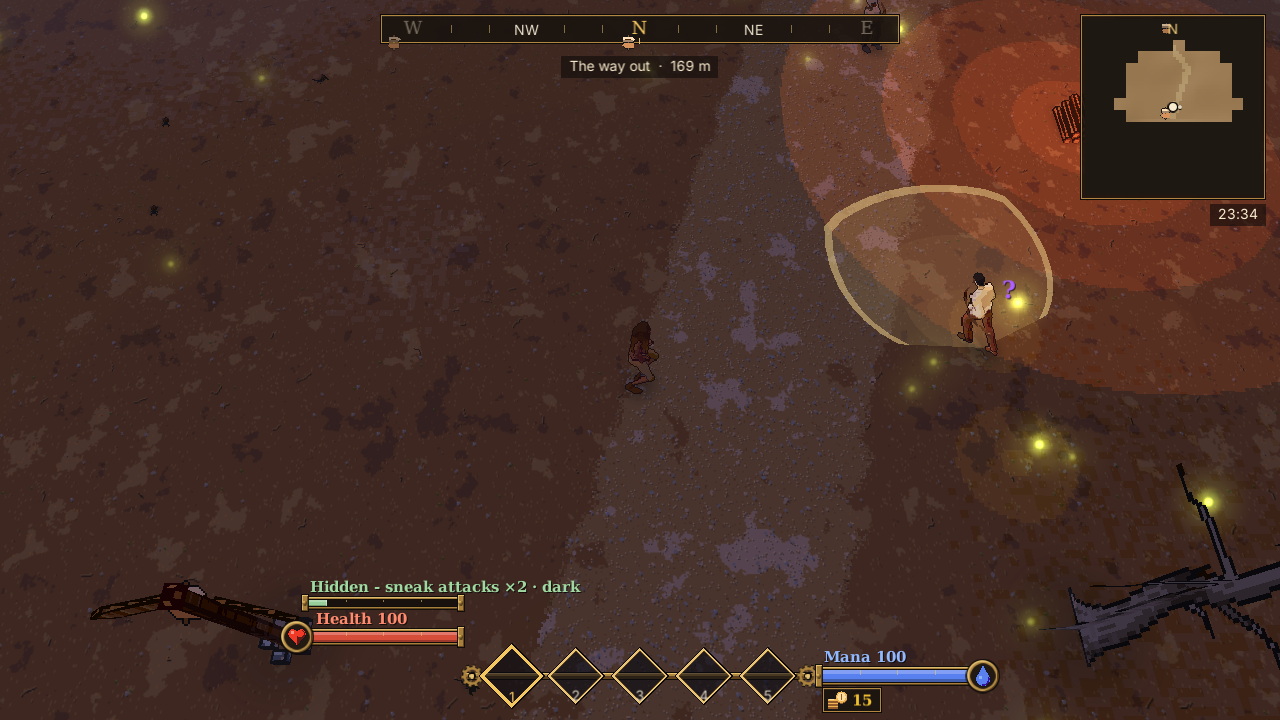 W NW N NE E
The way out · 169 m
N
23:34
?
Hidden - sneak attacks ×2 · dark
Health 100
Mana 100
1 2 3 4 5
15